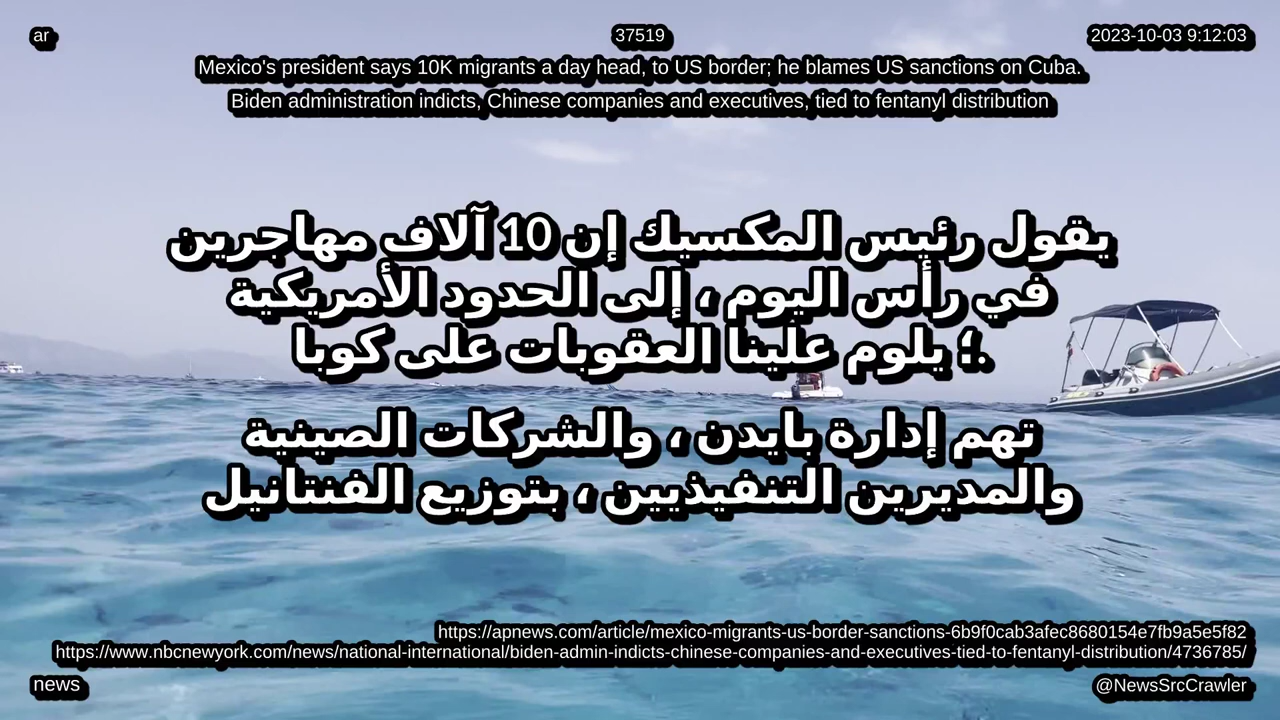 ar
37519
2023-10-03 9:12:03
Mexico's president says 10K migrants a day head, to US border; he blames US sanctions on Cuba.
Biden administration indicts, Chinese companies and executives, tied to fentanyl distribution
يقول رئيس المكسيك إن 10 آلاف مهاجرين
في رأس اليوم ، إلى الحدود الأمريكية
؛ يلوم علينا العقوبات على كوبا.
تهم إدارة بايدن ، والشركات الصينية
والمديرين التنفيذيين ، بتوزيع الفنتانيل
https://apnews.com/article/mexico-migrants-us-border-sanctions-6b9f0cab3afec8680154e7fb9a5e5f82
https://www.nbcnewyork.com/news/national-international/biden-admin-indicts-chinese-companies-and-executives-tied-to-fentanyl-distribution/4736785/
news
@NewsSrcCrawler